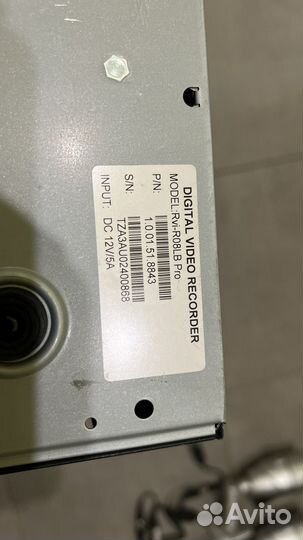 DIGITAL VIDEO RECORDER
MODEL:Rvi-R08LB Pro
P/N:
1.0.01.51.8843
S/N:
TZA3AU02400868
INPUT: DC 12V/5A
Avito